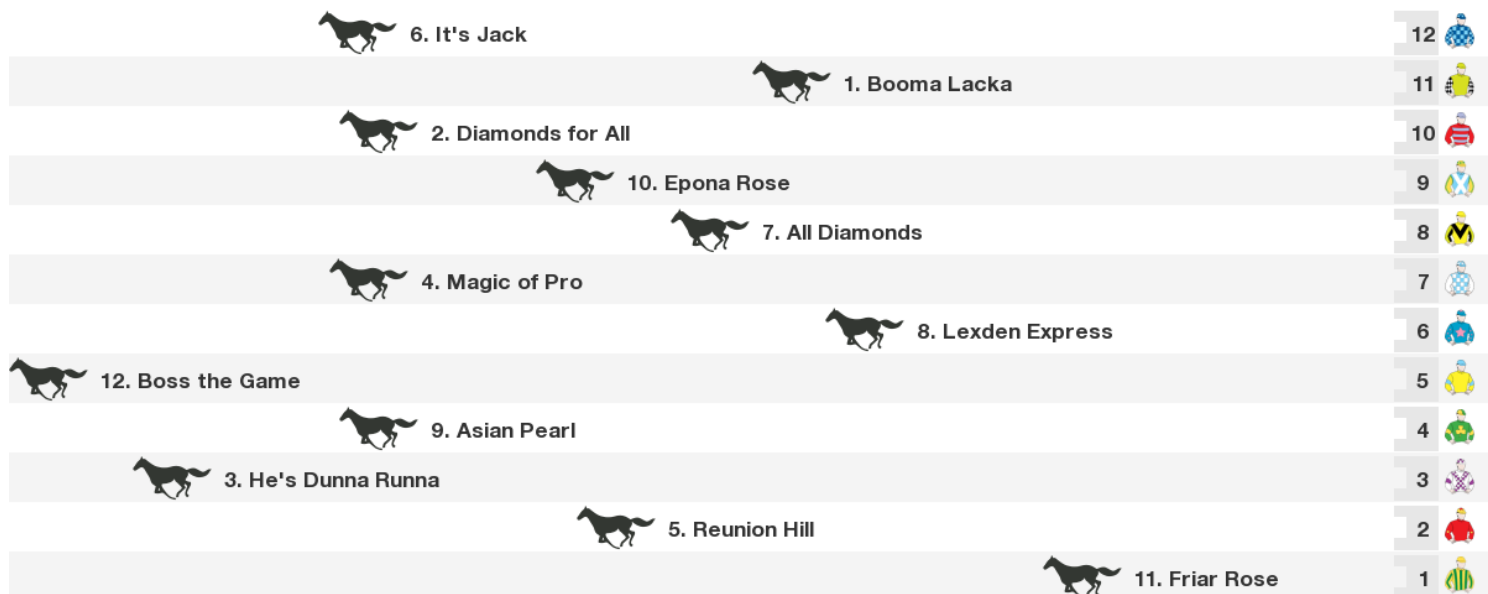 6. It's Jack 12
1. Booma Lacka 11
2. Diamonds for All 10
10. Epona Rose 9
7. All Diamonds 8
4. Magic of Pro 7
8. Lexden Express 6
12. Boss the Game 5
9. Asian Pearl 4
3. He's Dunna Runna 3
5. Reunion Hill 2
11. Friar Rose 1